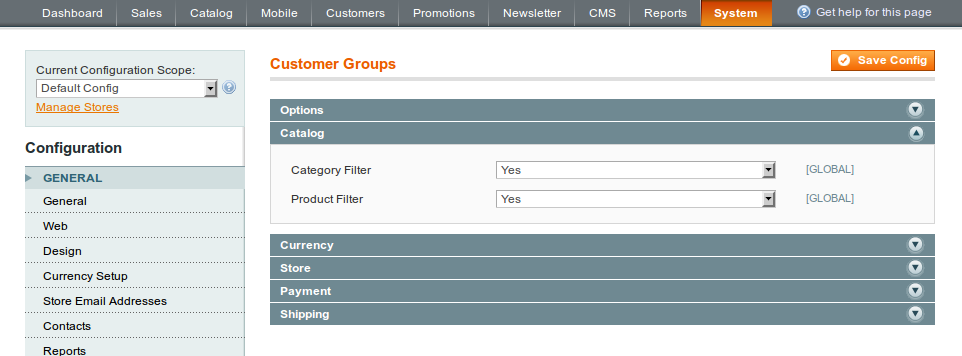 Dashboard Sales Catalog Mobile Customers Promotions Newsletter CMS Reports System Get help for this page
Current Configuration Scope:
Default Config
Manage Stores
Configuration
GENERAL
General
Web
Design
Currency Setup
Store Email Addresses
Contacts
Reports
Customer Groups
Save Config
Options
Catalog
Category Filter Yes [GLOBAL]
Product Filter Yes [GLOBAL]
Currency
Store
Payment
Shipping